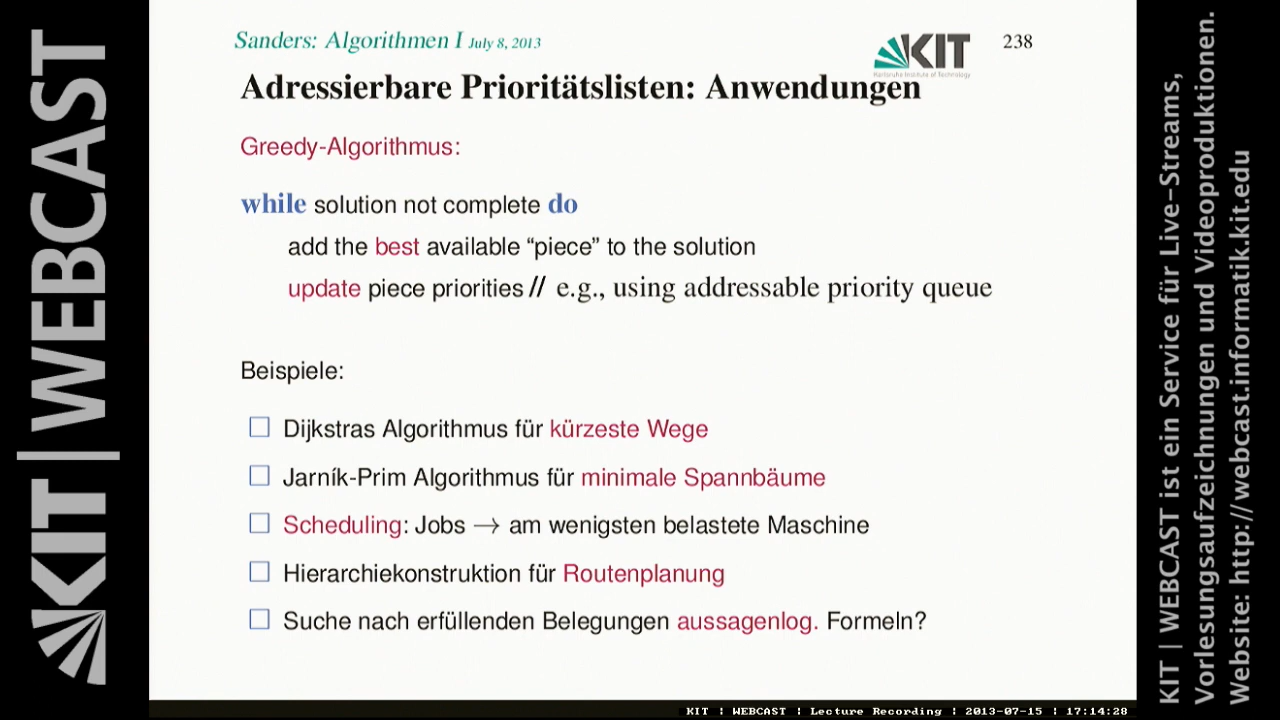 KIT | WEBCAST
Sanders: Algorithmen I July 8, 2013
KIT
Karlsruhe Institute of Technology
238
Adressierbare Prioritätslisten: Anwendungen
Greedy-Algorithmus:
while solution not complete do
add the best available “piece” to the solution
update piece priorities // e.g., using addressable priority queue
Beispiele:
Dijkstras Algorithmus für kürzeste Wege
Jarník-Prim Algorithmus für minimale Spannbäume
Scheduling: Jobs → am wenigsten belastete Maschine
Hierarchiekonstruktion für Routenplanung
Suche nach erfüllenden Belegungen aussagenlog. Formeln?
KIT | WEBCAST | Lecture Recording | 2013-07-15 | 17:14:28
KIT | WEBCAST ist ein Service für Live-Streams,
Vorlesungsaufzeichnungen und Videoproduktionen.
Website: http://webcast.informatik.kit.edu